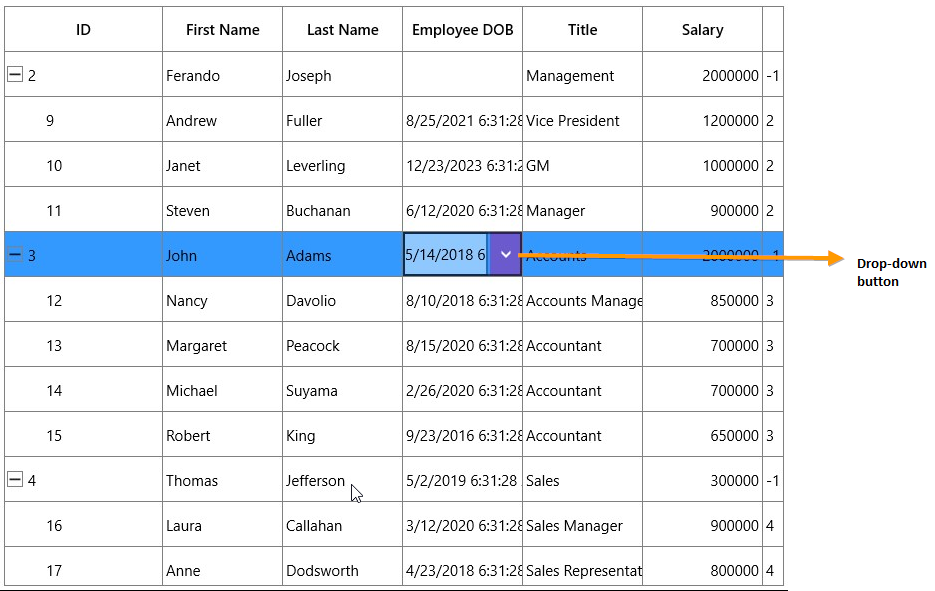 ID First Name Last Name Employee DOB Title Salary
2 Ferando Joseph Management 2000000 -1
9 Andrew Fuller 8/25/2021 6:31:28 Vice President 1200000 2
10 Janet Leverling 12/23/2023 6:31:2 GM 1000000 2
11 Steven Buchanan 6/12/2020 6:31:28 Manager 900000 2
3 John Adams 5/14/2018 6 Accounts 2000000 -1
Drop-down
button
12 Nancy Davolio 8/10/2018 6:31:28 Accounts Manage 850000 3
13 Margaret Peacock 8/15/2020 6:31:28 Accountant 700000 3
14 Michael Suyama 2/26/2020 6:31:28 Accountant 700000 3
15 Robert King 9/23/2016 6:31:28 Accountant 650000 3
4 Thomas Jefferson 5/2/2019 6:31:28 Sales 300000 -1
16 Laura Callahan 3/12/2020 6:31:28 Sales Manager 900000 4
17 Anne Dodsworth 4/23/2018 6:31:28 Sales Representat 800000 4